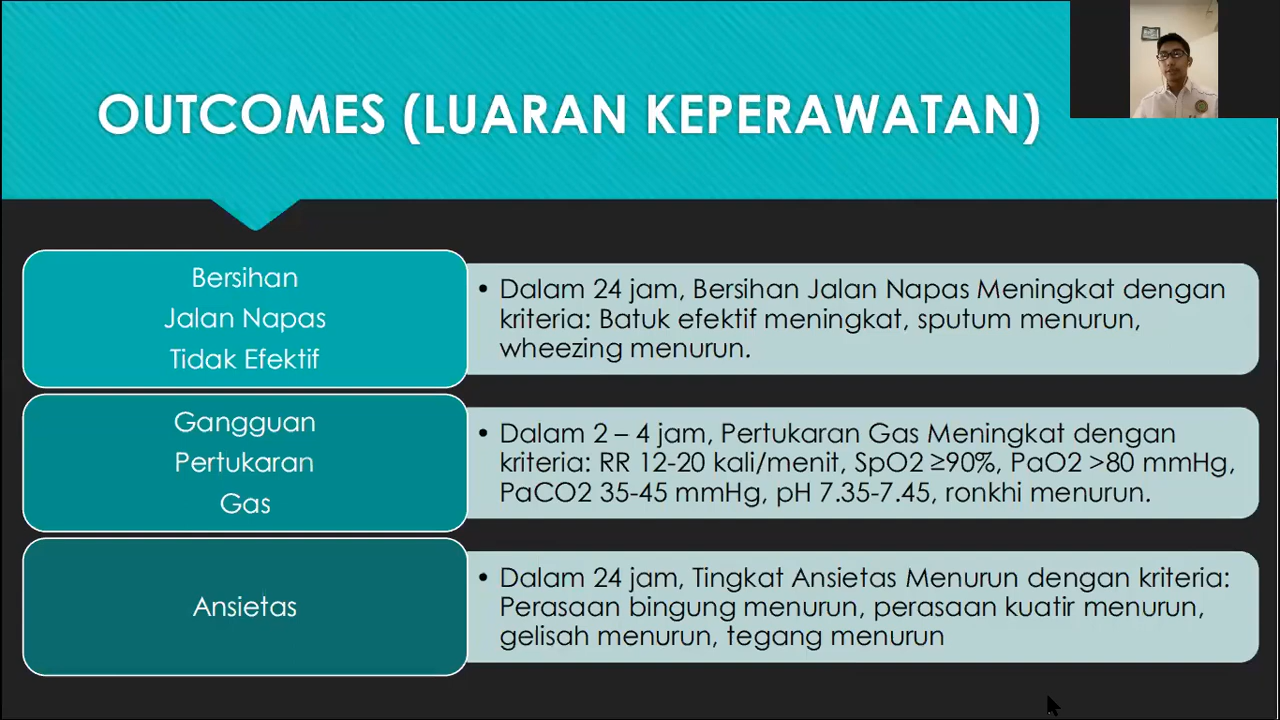 OUTCOMES (LUARAN KEPERAWATAN)
Bersihan
Jalan Napas
Tidak Efektif
• Dalam 24 jam, Bersihan Jalan Napas Meningkat dengan
kriteria: Batuk efektif meningkat, sputum menurun,
wheezing menurun.
Gangguan
Pertukaran
Gas
• Dalam 2 – 4 jam, Pertukaran Gas Meningkat dengan
kriteria: RR 12-20 kali/menit, SpO2 ≥90%, PaO2 >80 mmHg,
PaCO2 35-45 mmHg, pH 7.35-7.45, ronkhi menurun.
Ansietas
• Dalam 24 jam, Tingkat Ansietas Menurun dengan kriteria:
Perasaan bingung menurun, perasaan kuatir menurun,
gelisah menurun, tegang menurun